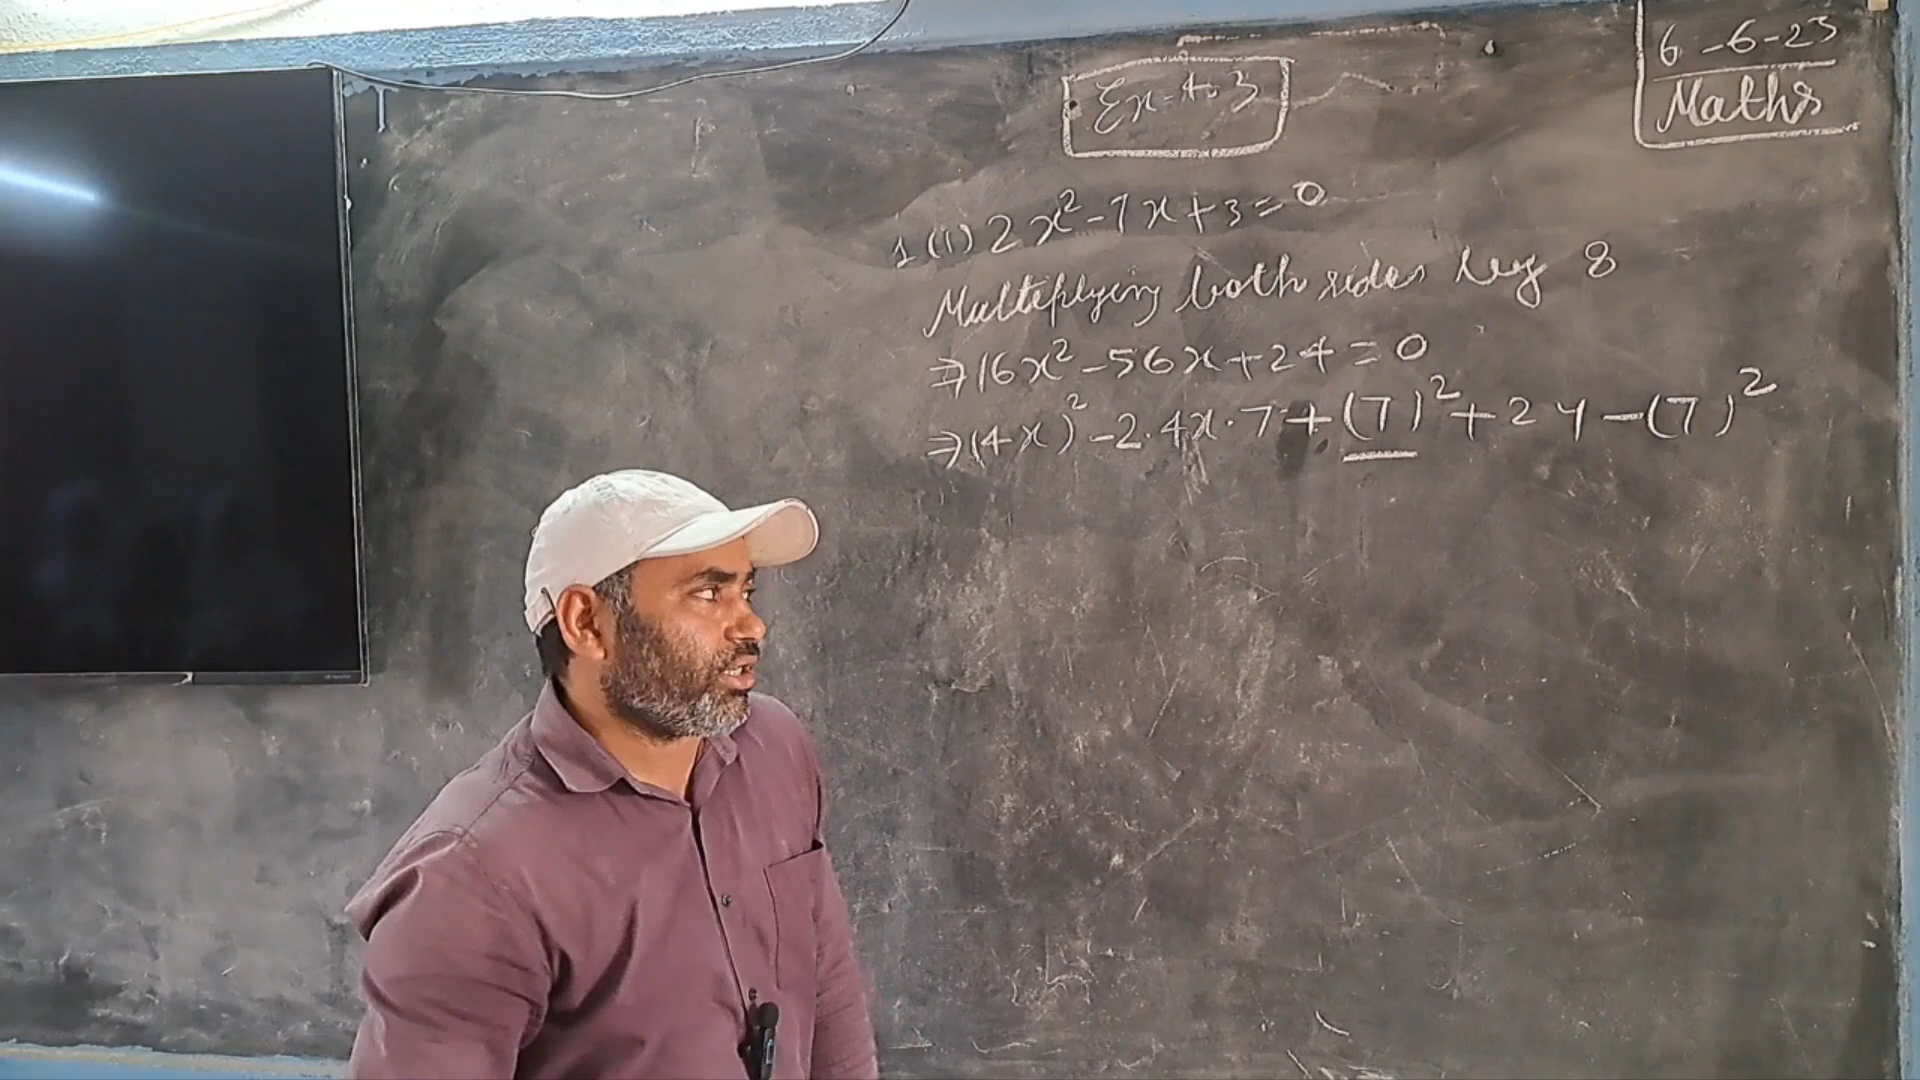 6-6-23
Maths
Ex=4.3
1 (i) 2x²-7x+3=0
Multiplying both sides by 8
⇒16x²-56x+24=0
⇒(4x)²-2.4x.7+(7)²+24-(7)²